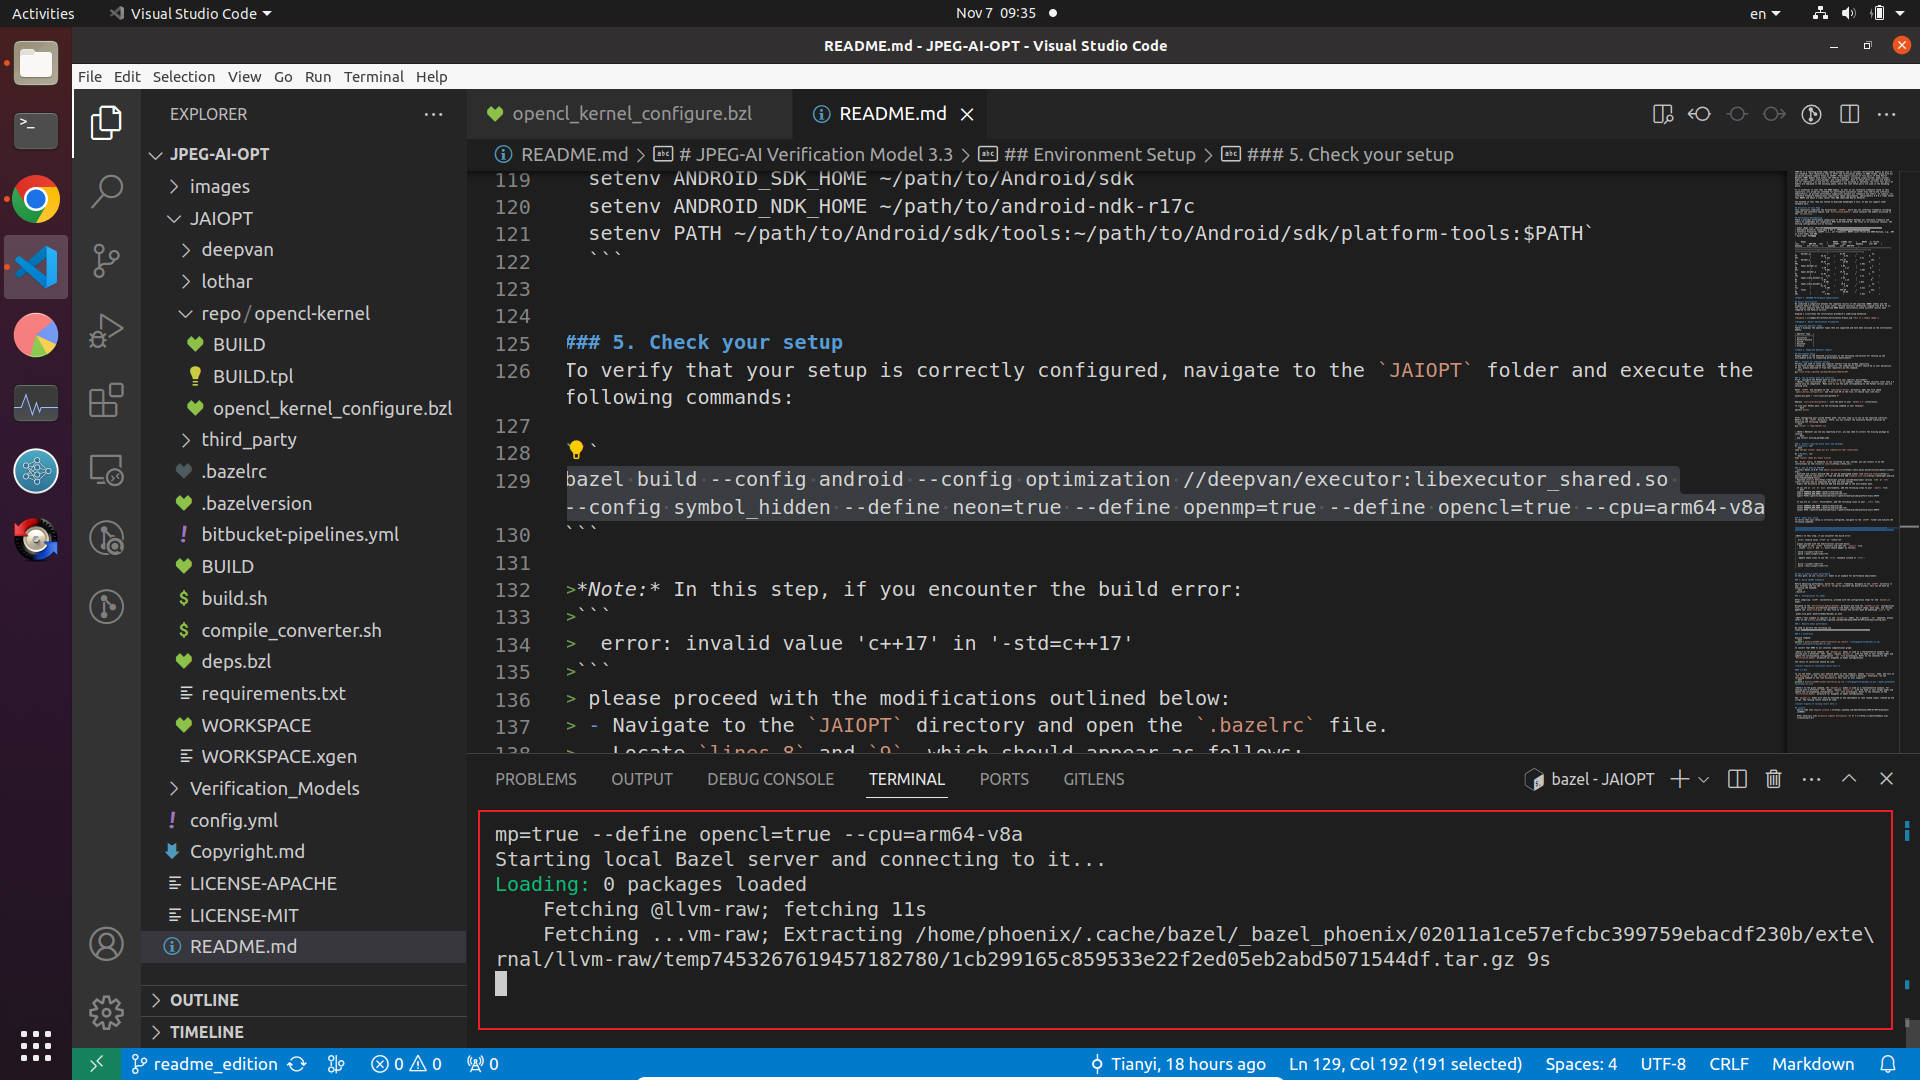 Activities
Visual Studio Code
Nov 7 09:35
en
README.md - JPEG-AI-OPT - Visual Studio Code
File Edit Selection View Go Run Terminal Help
EXPLORER
JPEG-AI-OPT
images
JAIOPT
deepvan
lothar
repo/opencl-kernel
BUILD
BUILD.tpl
opencl_kernel_configure.bzl
third_party
.bazelrc
.bazelversion
bitbucket-pipelines.yml
BUILD
build.sh
compile_converter.sh
deps.bzl
requirements.txt
WORKSPACE
WORKSPACE.xgen
Verification_Models
config.yml
Copyright.md
LICENSE-APACHE
LICENSE-MIT
README.md
OUTLINE
TIMELINE
opencl_kernel_configure.bzl
README.md
README.md > # JPEG-AI Verification Model 3.3 > ## Environment Setup > ### 5. Check your setup
119 setenv ANDROID_SDK_HOME ~/path/to/Android/sdk
120 setenv ANDROID_NDK_HOME ~/path/to/android-ndk-r17c
121 setenv PATH ~/path/to/Android/sdk/tools:~/path/to/Android/sdk/platform-tools:$PATH`
122 ```
123
124
125 ### 5. Check your setup
126 To verify that your setup is correctly configured, navigate to the `JAIOPT` folder and execute the
following commands:
127
128 ```
129 bazel build --config android --config optimization //deepvan/executor:libexecutor_shared.so
--config symbol_hidden --define neon=true --define openmp=true --define opencl=true --cpu=arm64-v8a
130 ```
131
132 >*Note:* In this step, if you encounter the build error:
133 >```
134 > error: invalid value 'c++17' in '-std=c++17'
135 >```
136 > please proceed with the modifications outlined below:
137 > - Navigate to the `JAIOPT` directory and open the `.bazelrc` file.
138 > - Locate `lines 8` and `9`, which should appear as follows:
PROBLEMS OUTPUT DEBUG CONSOLE TERMINAL PORTS GITLENS
bazel - JAIOPT
mp=true --define opencl=true --cpu=arm64-v8a
Starting local Bazel server and connecting to it...
Loading: 0 packages loaded
Fetching @llvm-raw; fetching 11s
Fetching ...vm-raw; Extracting /home/phoenix/.cache/bazel/_bazel_phoenix/02011a1ce57efcbc399759ebacdf230b/exte\
rnal/llvm-raw/temp7453267619457182780/1cb299165c859533e22f2ed05eb2abd5071544df.tar.gz 9s
readme_edition
0 0
0
Tianyi, 18 hours ago
Ln 129, Col 192 (191 selected)
Spaces: 4
UTF-8
CRLF
Markdown